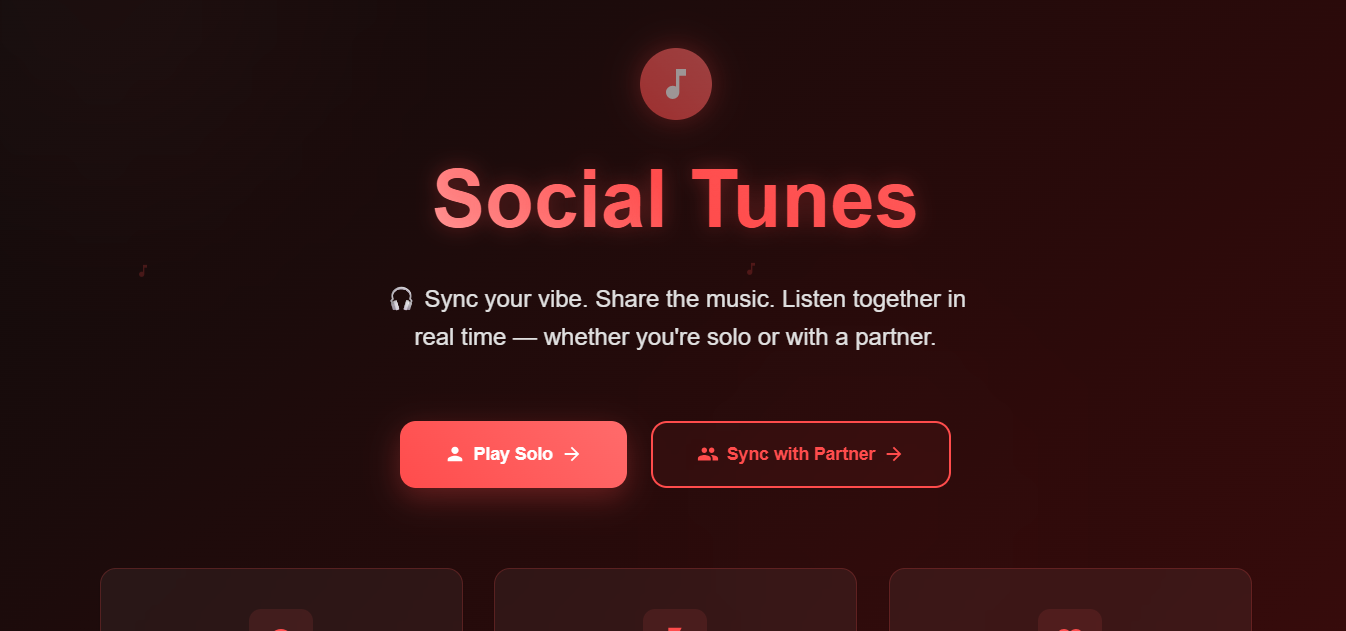 Social Tunes
🎧 Sync your vibe. Share the music. Listen together in
real time — whether you're solo or with a partner.
Play Solo →
Sync with Partner →